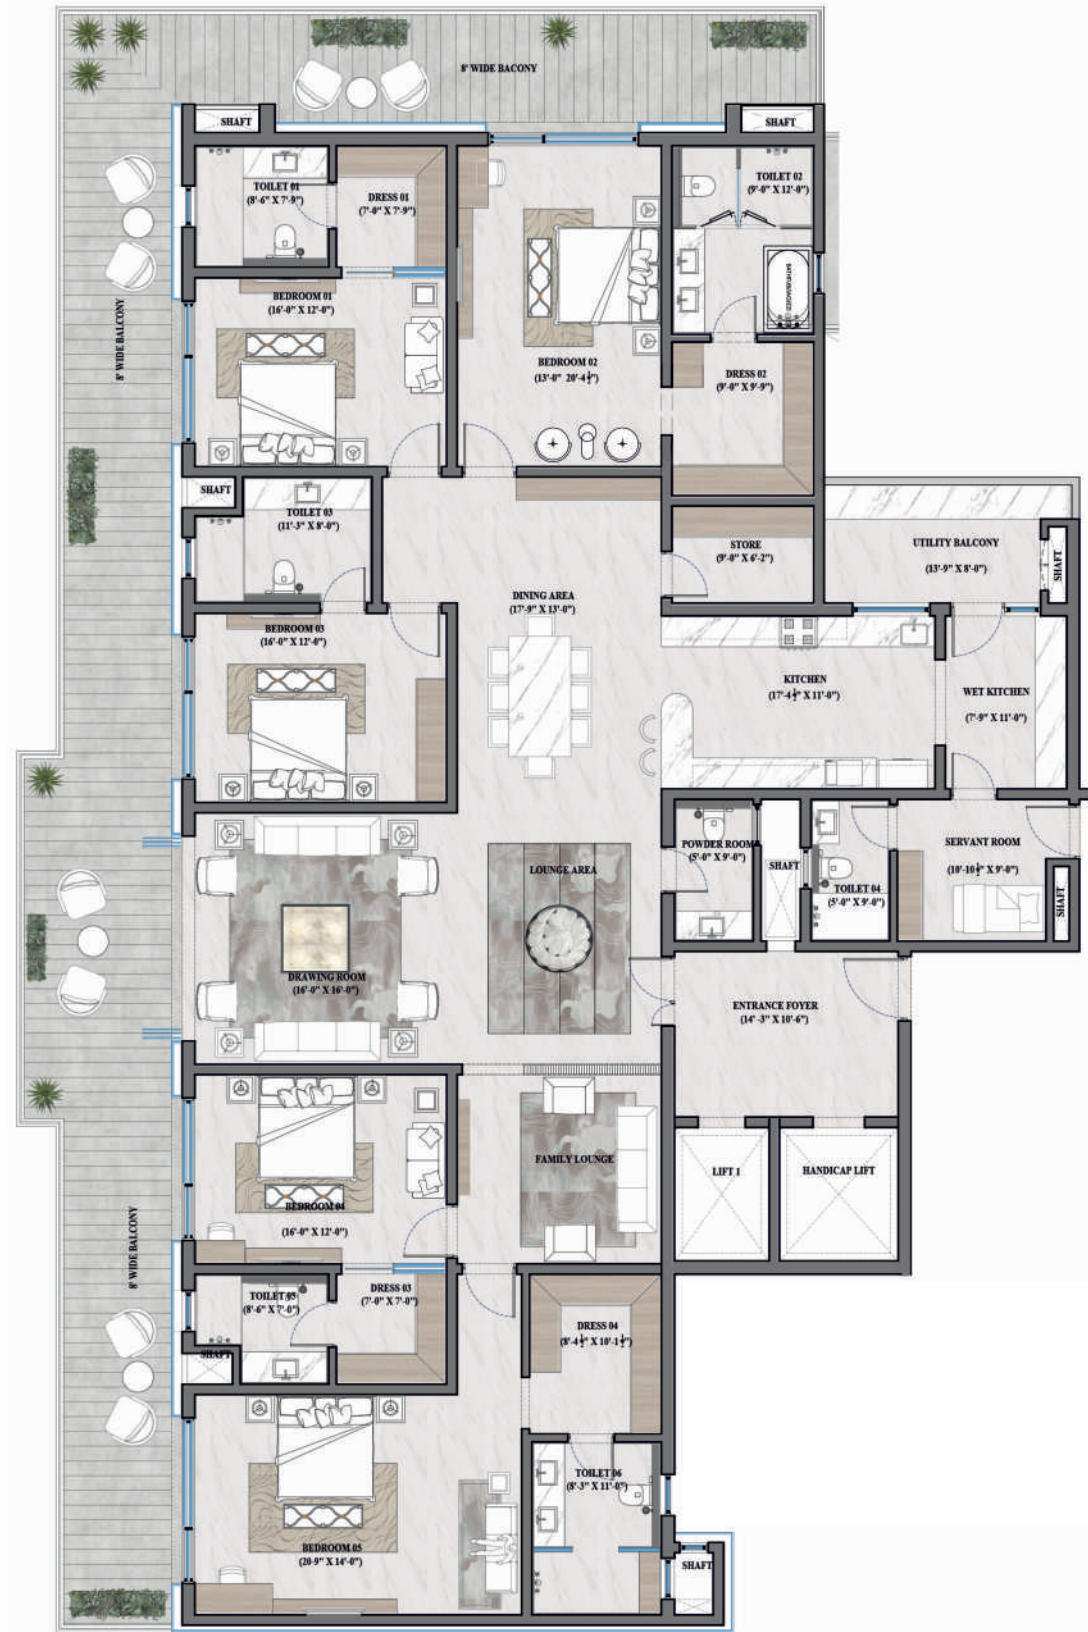 8' WIDE BACONY
SHAFT
SHAFT
TOILET 01
(8'-6" X 7'-9")
DRESS 01
(7'-0" X 7'-9")
TOILET 02
(9'-0" X 12'-0")
BATHTUB/JAGUZZI
8' WIDE BALCONY
BEDROOM 01
(16'-0" X 12'-0")
BEDROOM 02
(13'-0" 20'-4½")
DRESS 02
(9'-0" X 9'-9")
SHAFT
TOILET 03
(11'-3" X 8'-0")
STORE
(9'-0" X 6'-2")
UTILITY BALCONY
(13'-9" X 8'-0")
SHAFT
DINING AREA
(17'-9" X 13'-0")
BEDROOM 03
(16'-0" X 12'-0")
KITCHEN
(17'-4½" X 11'-0")
WET KITCHEN
(7'-9" X 11'-0")
POWDER ROOM
(5'-0" X 9'-0")
SHAFT
TOILET 04
(5'-0" X 9'-0")
SERVANT ROOM
(10'-10½" X 9'-0")
SHAFT
LOUNGE AREA
DRAWING ROOM
(16'-0" X 16'-0")
ENTRANCE FOYER
(14' -3" X 10'-6")
FAMILY LOUNGE
LIFT 1
HANDICAP LIFT
8' WIDE BALCONY
BEDROOM 04
(16'-0" X 12'-0")
TOILET 05
(8'-6" X 7'-0")
DRESS 03
(7'-0" X 7'-0")
SHAFT
DRESS 04
(8'-4½" X 10'-1½")
TOILET 06
(8'-3" X 11'-0")
BEDROOM 05
(20-9" X 14'-0")
SHAFT